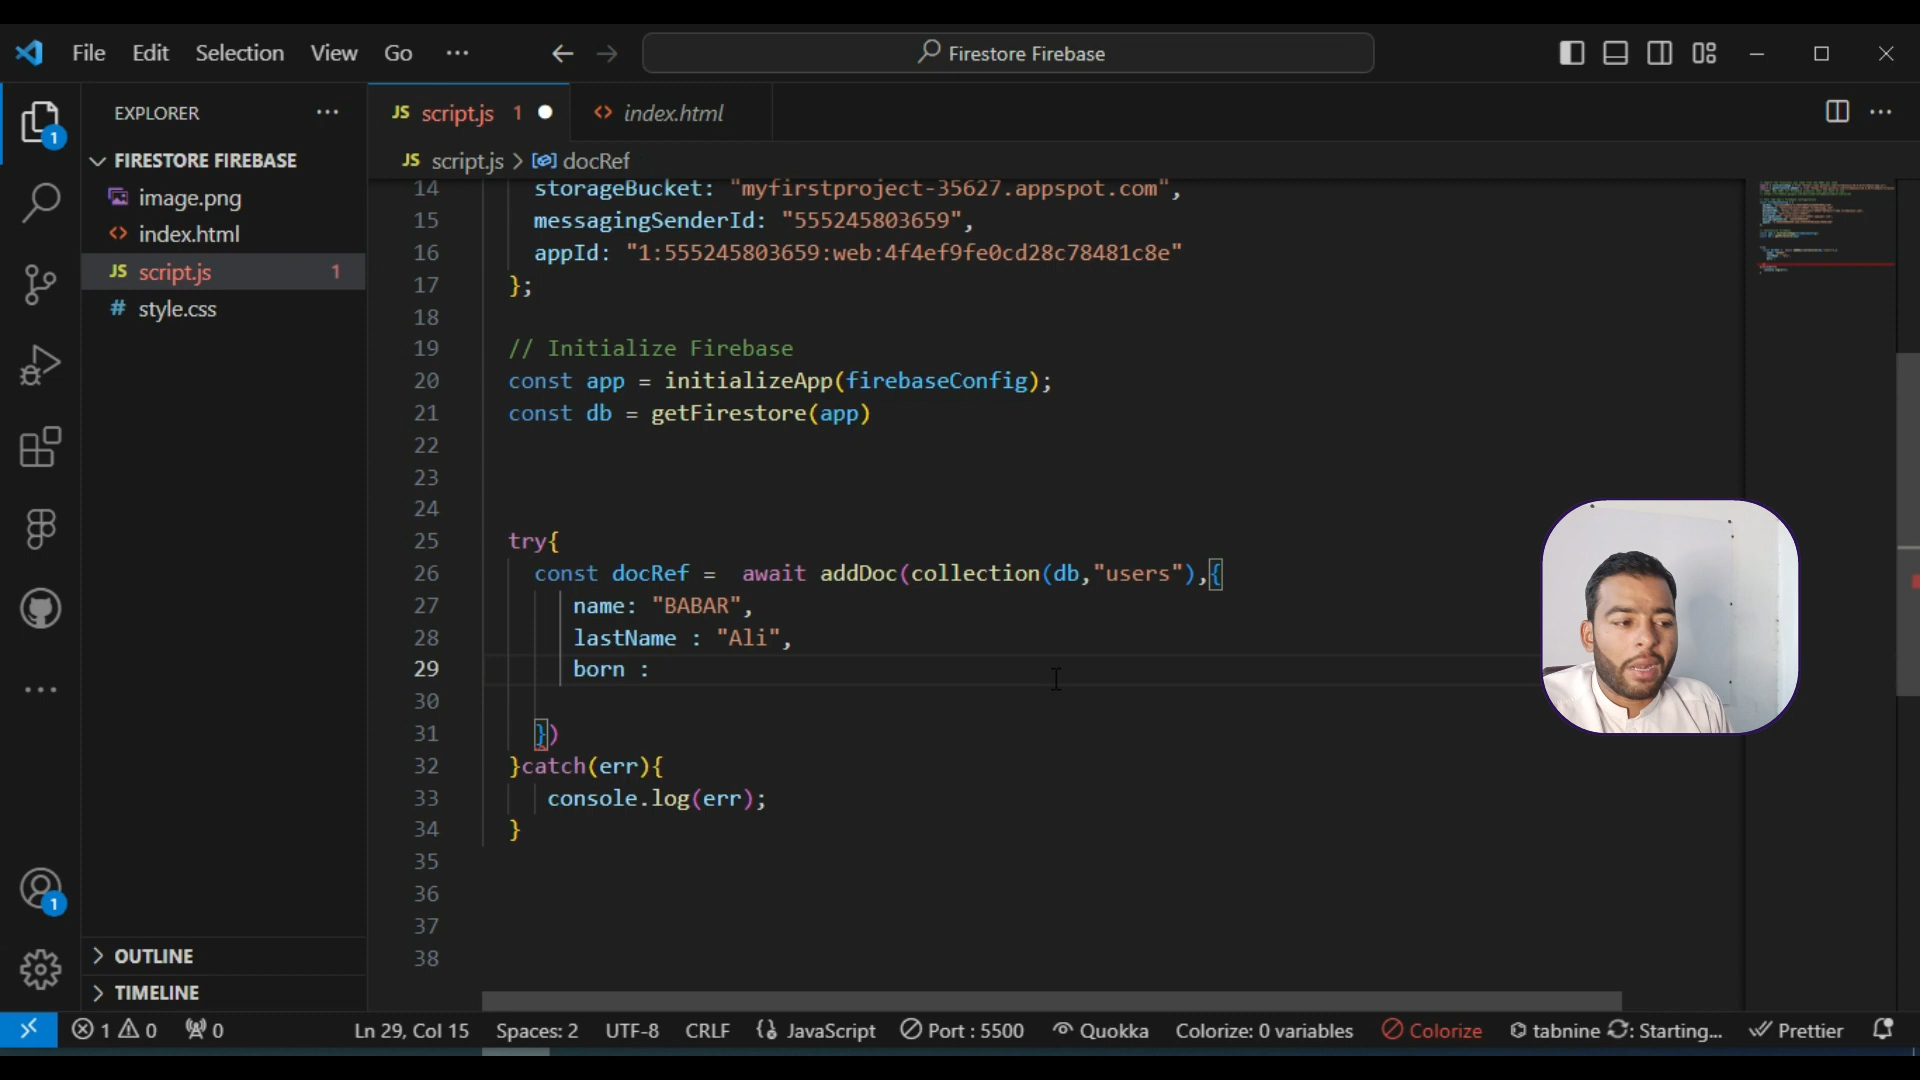 File Edit Selection View Go ...
Firestore Firebase
EXPLORER
FIRESTORE FIREBASE
image.png
index.html
JS script.js 1
# style.css
OUTLINE
TIMELINE
JS script.js 1
index.html
JS script.js > docRef
14 storageBucket: "myfirstproject-35627.appspot.com",
15 messagingSenderId: "555245803659",
16 appId: "1:555245803659:web:4f4ef9fe0cd28c78481c8e"
17 };
18
19 // Initialize Firebase
20 const app = initializeApp(firebaseConfig);
21 const db = getFirestore(app)
22
23
24
25 try{
26 const docRef =  await addDoc(collection(db,"users"),{
27 name: "BABAR",
28 lastName : "Ali",
29 born :
30
31 })
32 }catch(err){
33 console.log(err);
34 }
35
36
37
38
1
1
1 0 0 Ln 29, Col 15 Spaces: 2 UTF-8 CRLF JavaScript Port : 5500 Quokka Colorize: 0 variables Colorize tabnine : Starting... Prettier